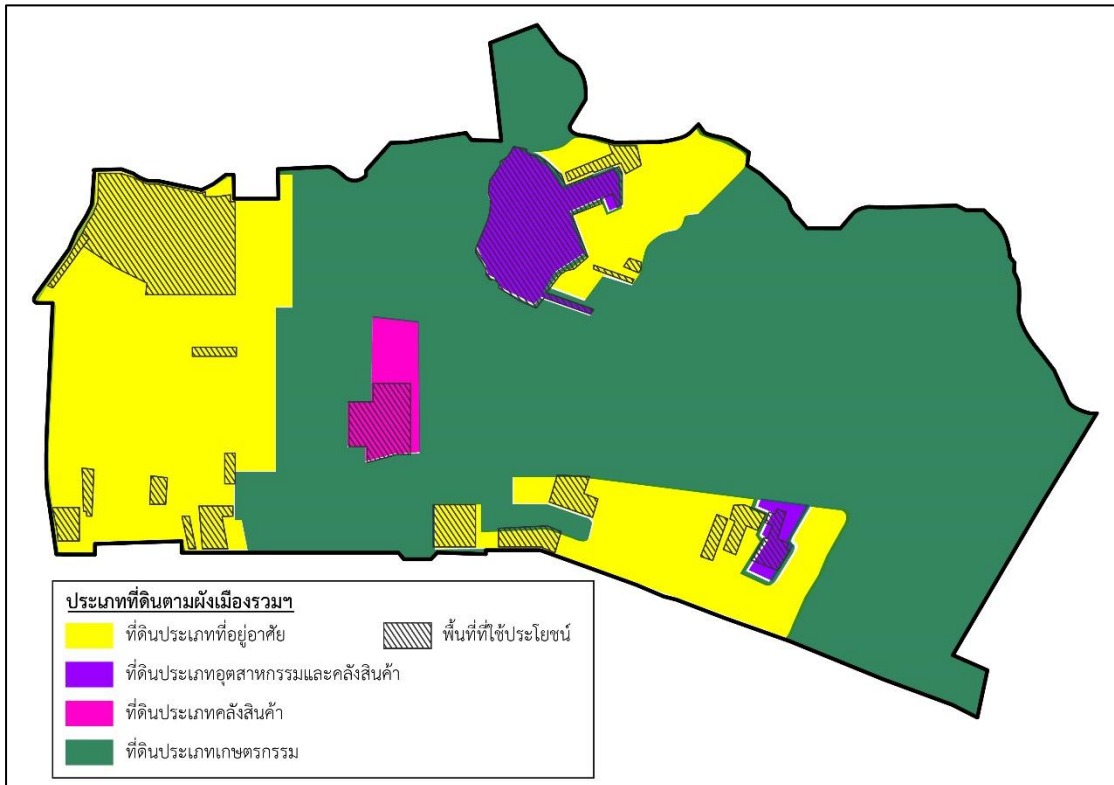 ประเภทที่ดินตามผังเมืองรวมฯ
ที่ดินประเภทที่อยู่อาศัย
พื้นที่ที่ใช้ประโยชน์
ที่ดินประเภทอุตสาหกรรมและคลังสินค้า
ที่ดินประเภทคลังสินค้า
ที่ดินประเภทเกษตรกรรม